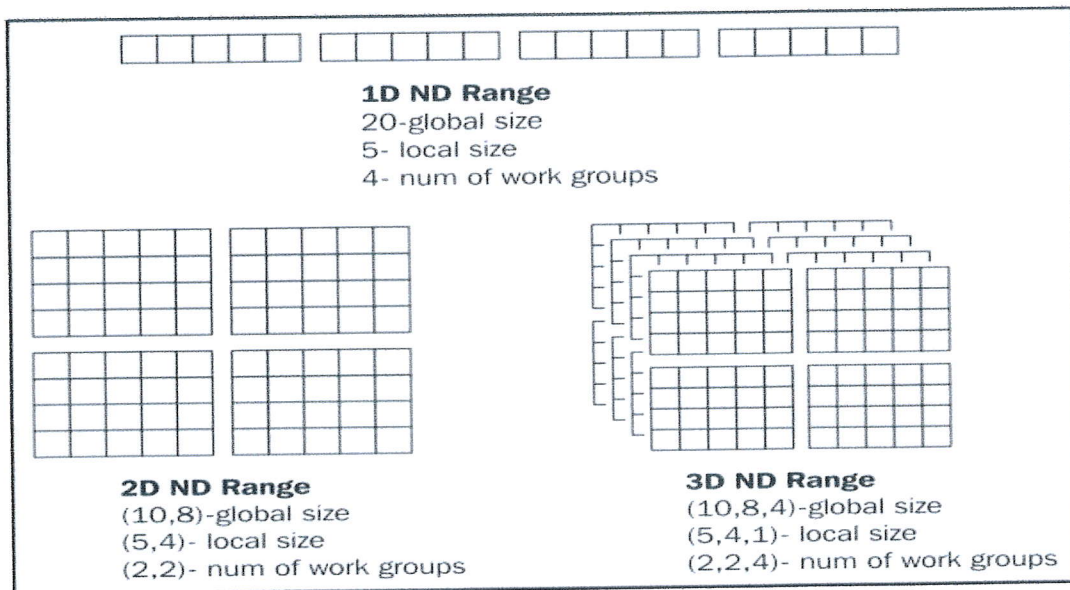 1D ND Range
20-global size
5- local size
4- num of work groups
2D ND Range
(10,8)-global size
(5,4)- local size
(2,2)- num of work groups
3D ND Range
(10,8,4)-global size
(5,4,1)- local size
(2,2,4)- num of work groups